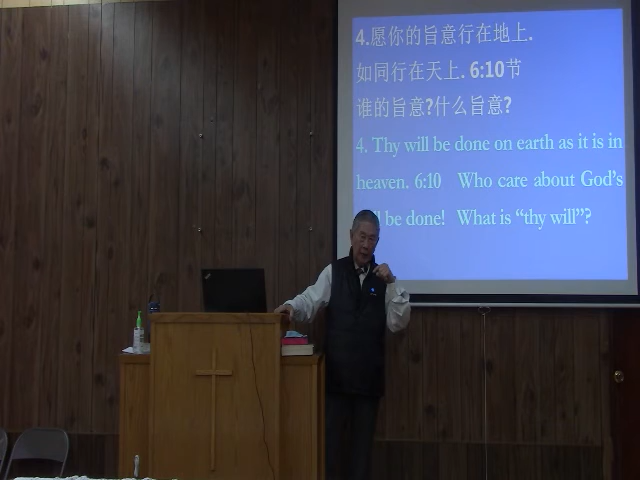 4.愿你的旨意行在地上.
如同行在天上. 6:10节
谁的旨意?什么旨意?
4. Thy will be done on earth as it is in
heaven. 6:10 Who care about God's
be done! What is “thy will”?